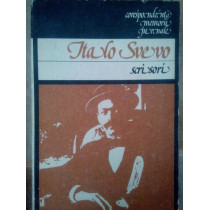 corespondență
memorii
jurnale
Italo Svevo
scrisori